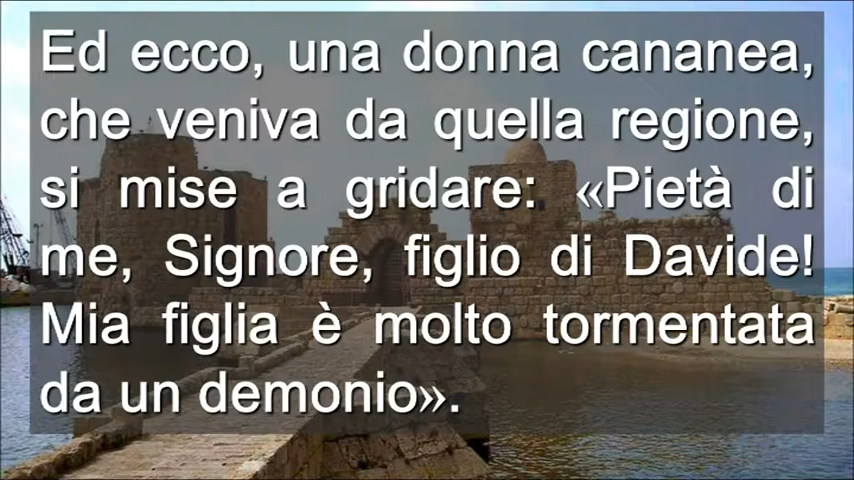 Ed ecco, una donna cananea,
che veniva da quella regione,
si mise a gridare: «Pietà di
me, Signore, figlio di Davide!
Mia figlia è molto tormentata
da un demonio».